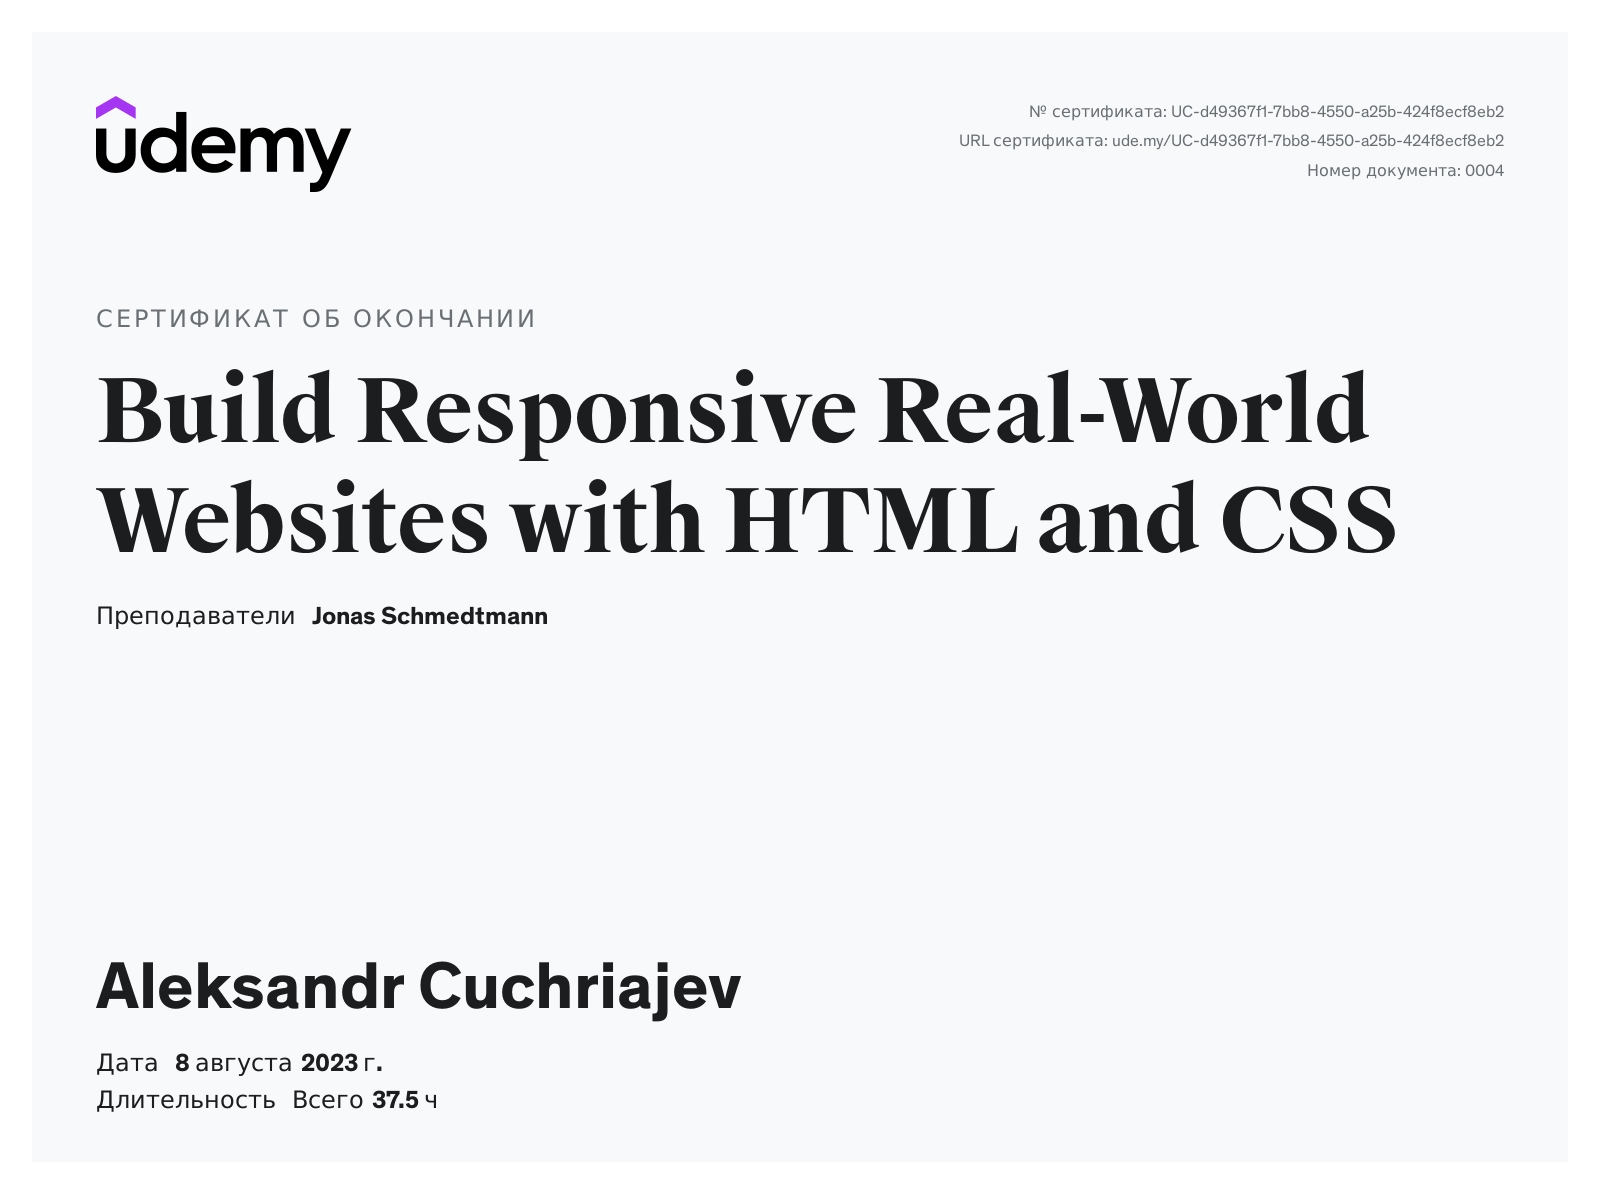 udemy
№ сертификата: UC-d49367f1-7bb8-4550-a25b-424f8ecf8eb2
URL сертификата: ude.my/UC-d49367f1-7bb8-4550-a25b-424f8ecf8eb2
Номер документа: 0004
СЕРТИФИКАТ ОБ ОКОНЧАНИИ
Build Responsive Real-World
Websites with HTML and CSS
Преподаватели Jonas Schmedtmann
Aleksandr Cuchriajev
Дата 8 августа 2023 г.
Длительность Всего 37.5 ч